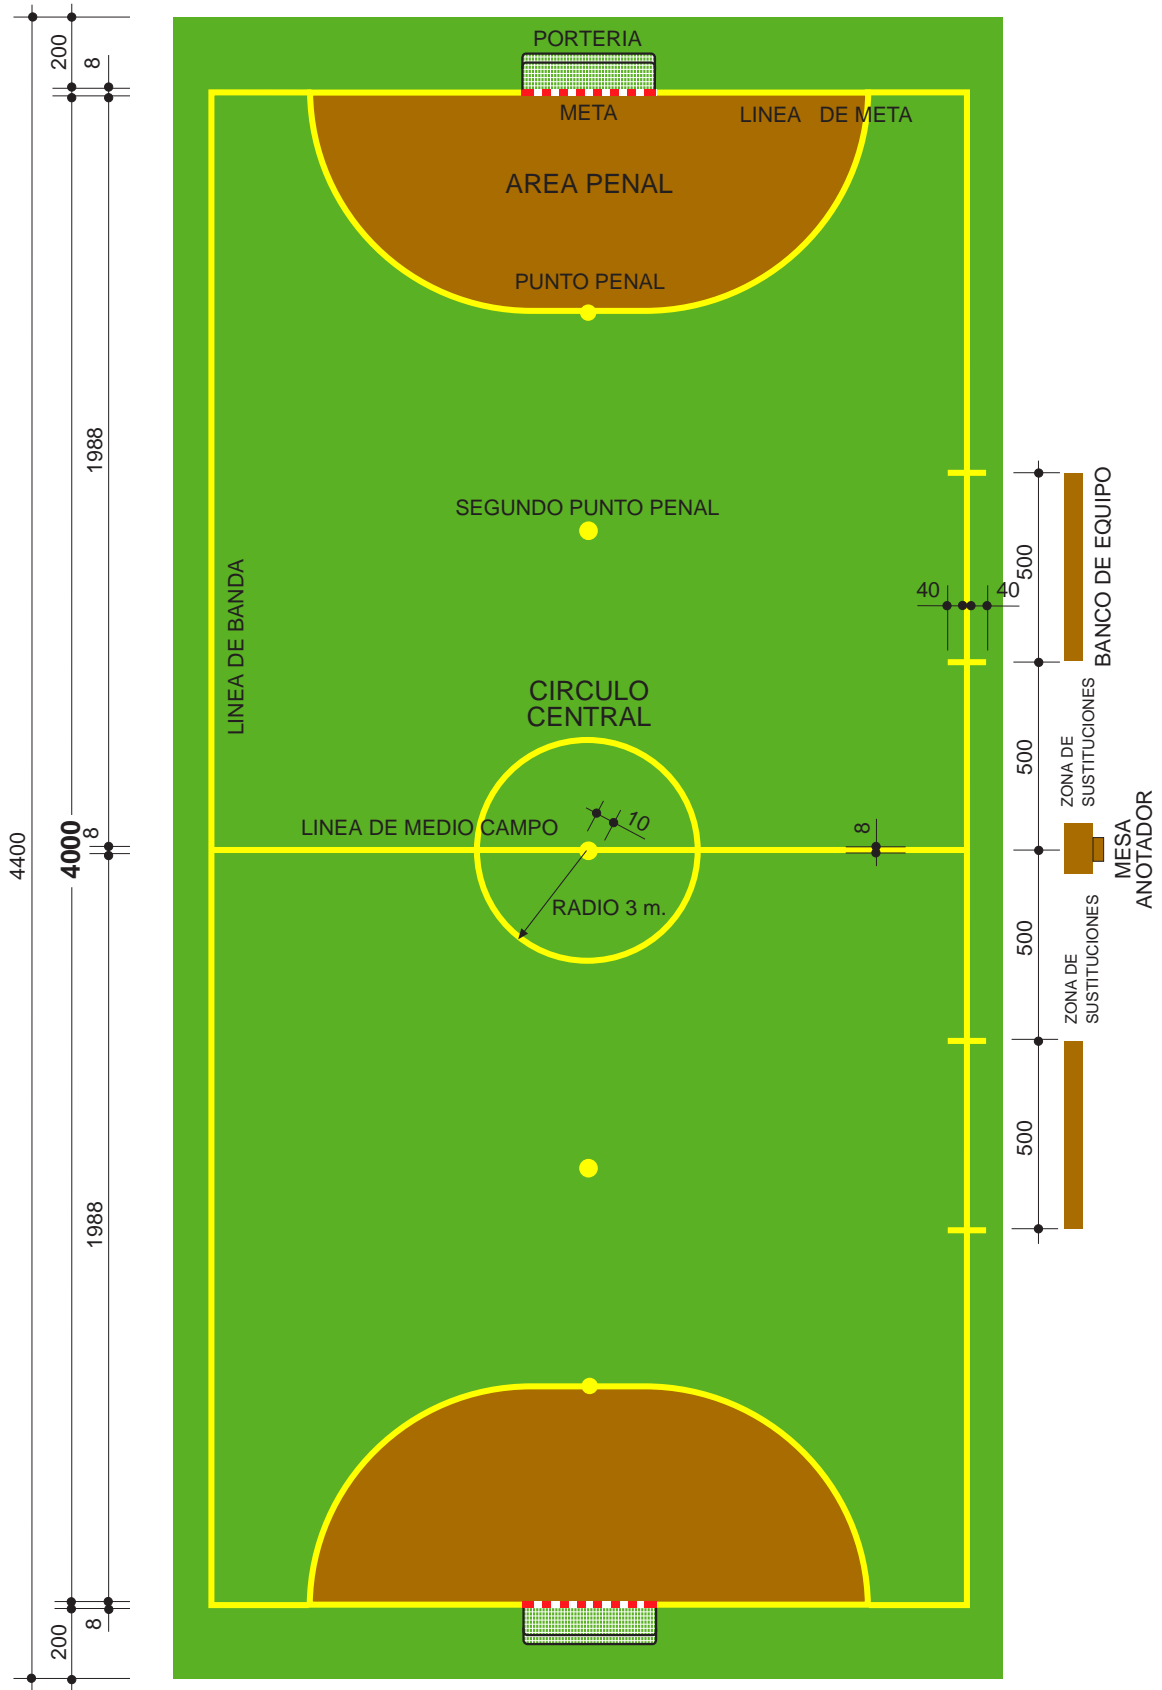 PORTERIA
META
LINEA DE META
AREA PENAL
PUNTO PENAL
SEGUNDO PUNTO PENAL
LINEA DE BANDA
CIRCULO
CENTRAL
LINEA DE MEDIO CAMPO
10
8
RADIO 3 m.
200
8
1988
4400
4000
8
1988
8
200
40
40
500
500
500
500
BANCO DE EQUIPO
ZONA DE
SUSTITUCIONES
MESA
ANOTADOR
ZONA DE
SUSTITUCIONES